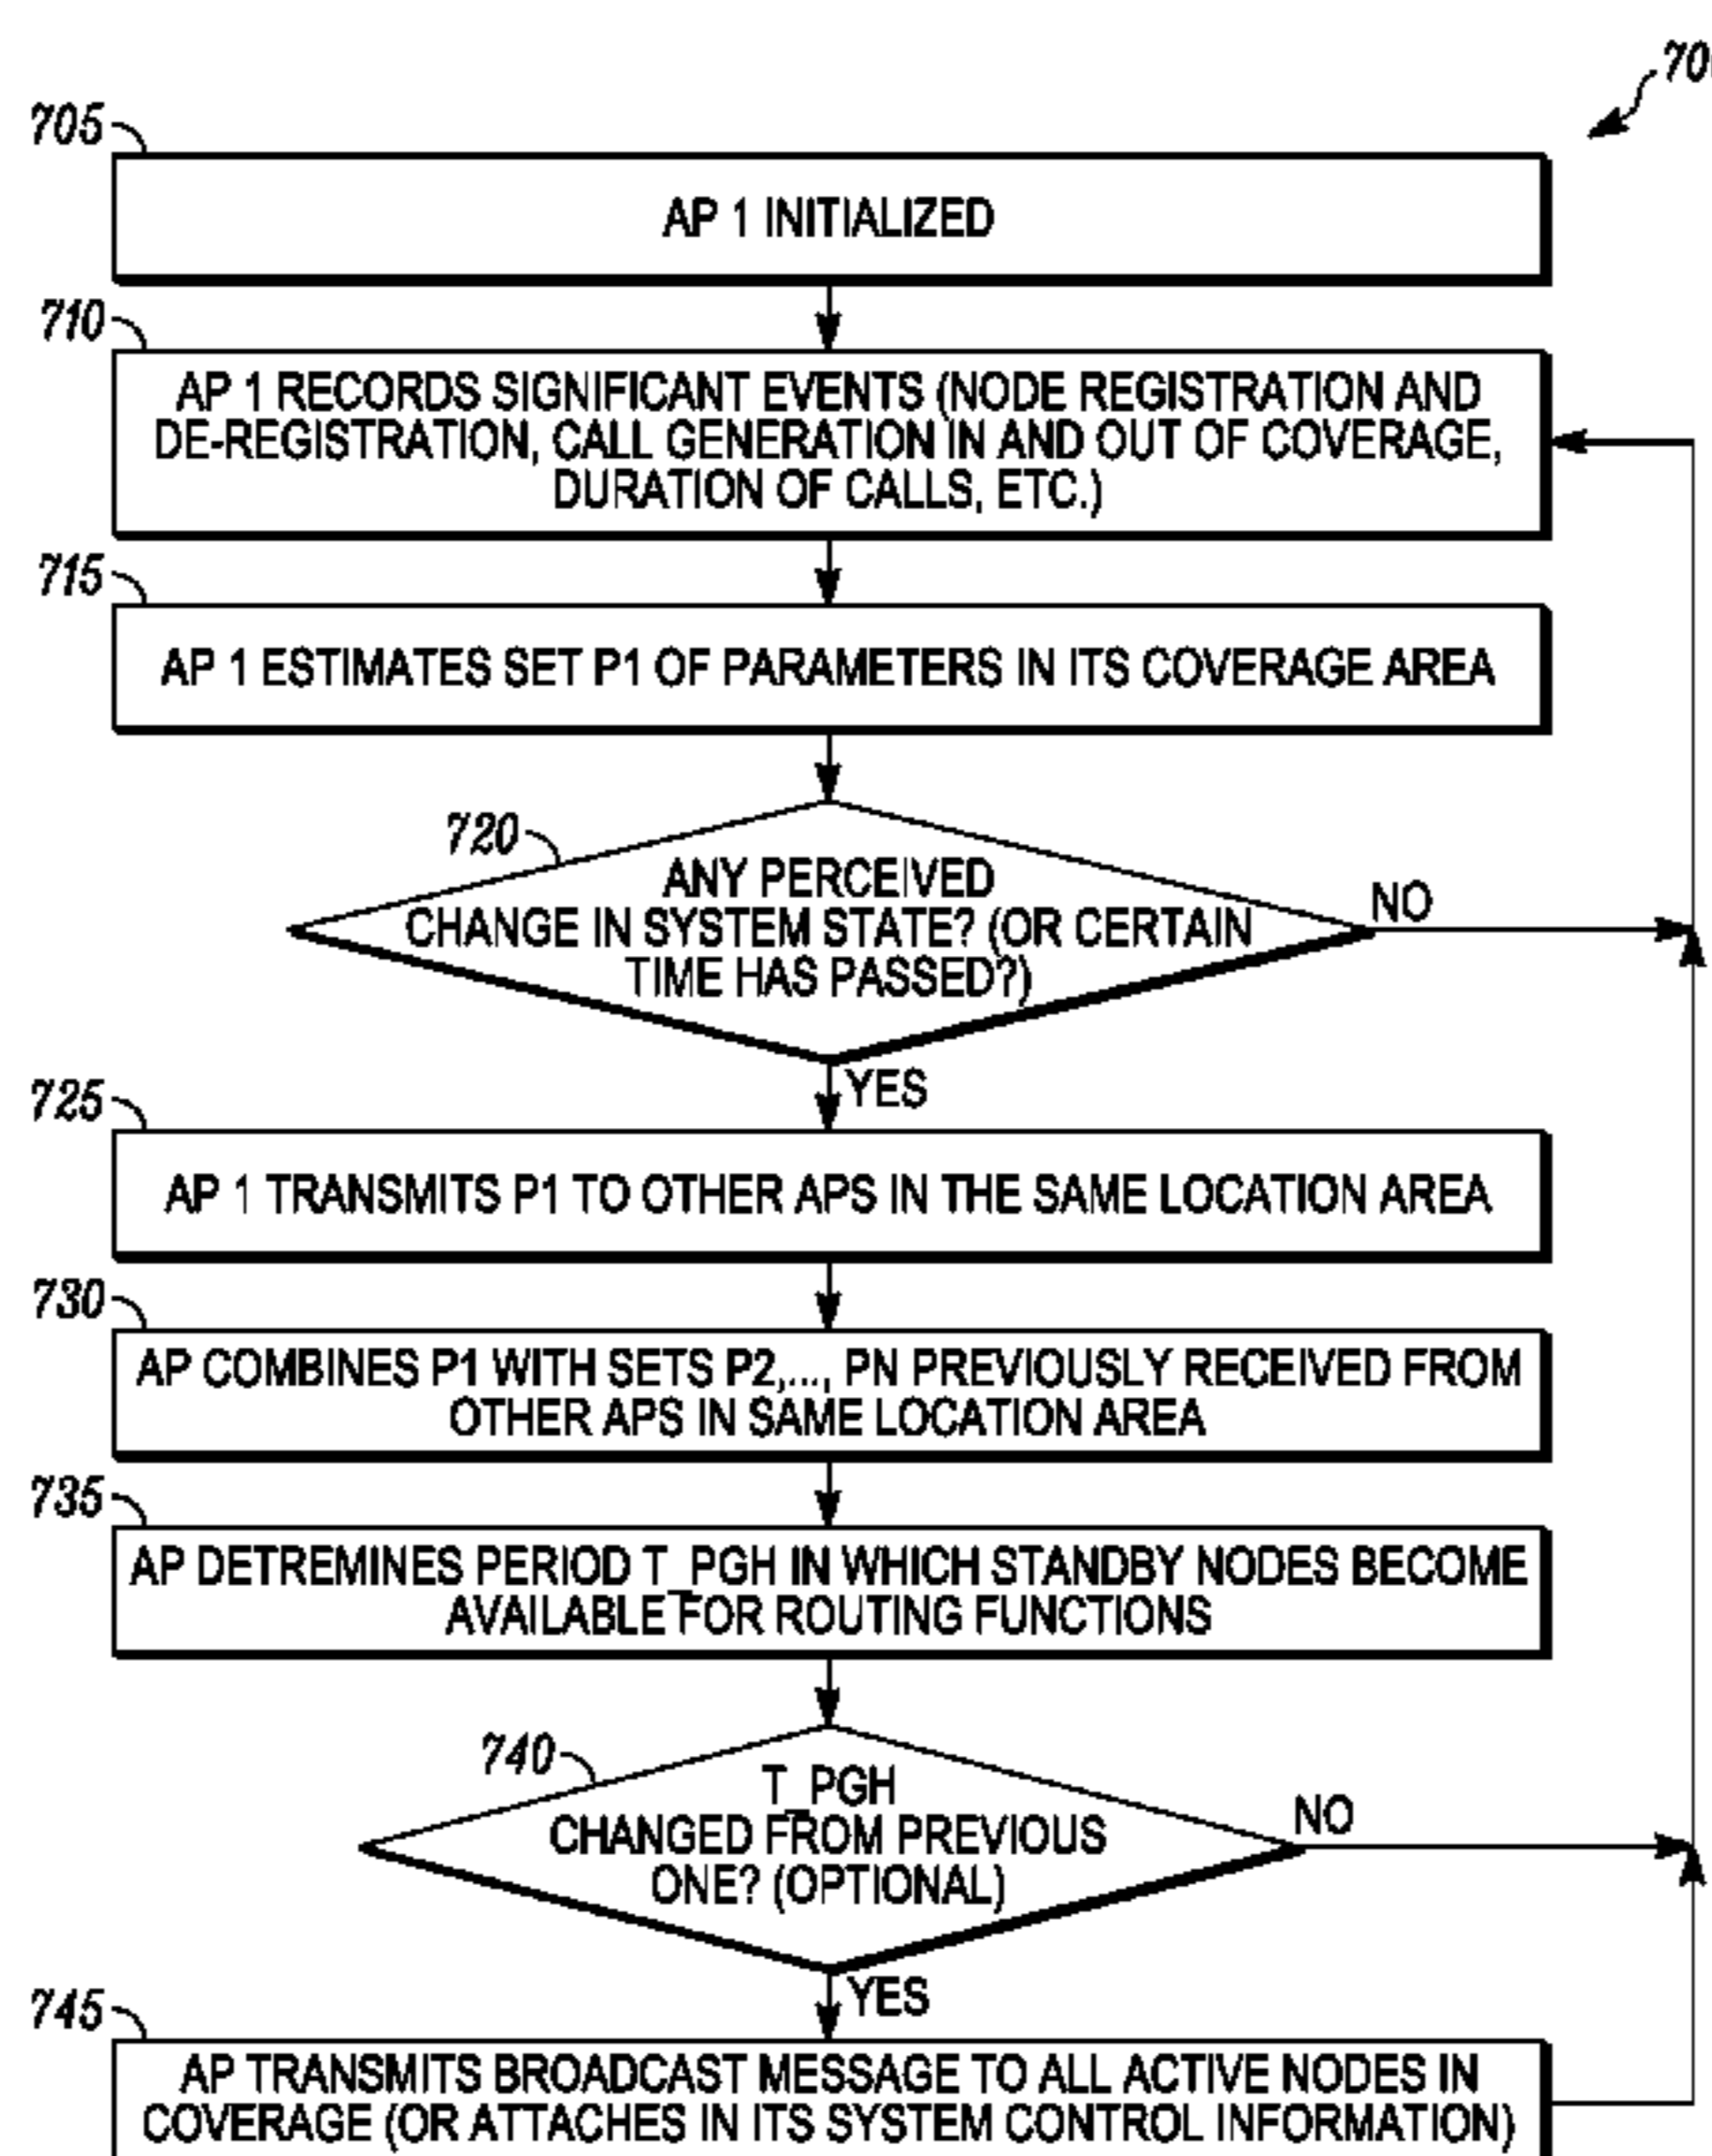 70
705
AP 1 INITIALIZED
710
AP 1 RECORDS SIGNIFICANT EVENTS (NODE REGISTRATION AND
DE-REGISTRATION, CALL GENERATION IN AND OUT OF COVERAGE,
DURATION OF CALLS, ETC.)
715
AP 1 ESTIMATES SET P1 OF PARAMETERS IN ITS COVERAGE AREA
720
ANY PERCEIVED
CHANGE IN SYSTEM STATE? (OR CERTAIN
TIME HAS PASSED?)
NO
YES
725
AP 1 TRANSMITS P1 TO OTHER APS IN THE SAME LOCATION AREA
730
AP COMBINES P1 WITH SETS P2,..., PN PREVIOUSLY RECEIVED FROM
OTHER APS IN SAME LOCATION AREA
735
AP DETREMINES PERIOD T_PGH IN WHICH STANDBY NODES BECOME
AVAILABLE FOR ROUTING FUNCTIONS
740
T_PGH
CHANGED FROM PREVIOUS
ONE? (OPTIONAL)
NO
YES
745
AP TRANSMITS BROADCAST MESSAGE TO ALL ACTIVE NODES IN
COVERAGE (OR ATTACHES IN ITS SYSTEM CONTROL INFORMATION)